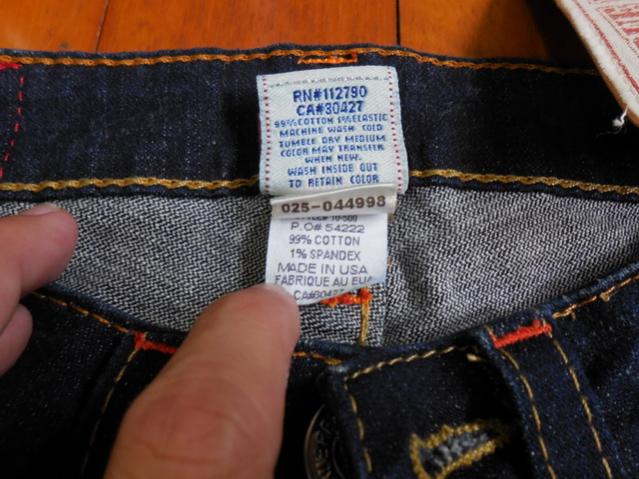 RN#112790
CA#30427
99%COTTON 1%ELASTIC
MACHINE WASH COLD
TUMBLE DRY MEDIUM
COLOR MAY TRANSFER
WHEN NEW.
WASH INSIDE OUT
TO RETAIN COLOR
025-044998
P.O# 54222
99% COTTON
1% SPANDEX
MADE IN USA
FABRIQUE AU EUA
CA#30427